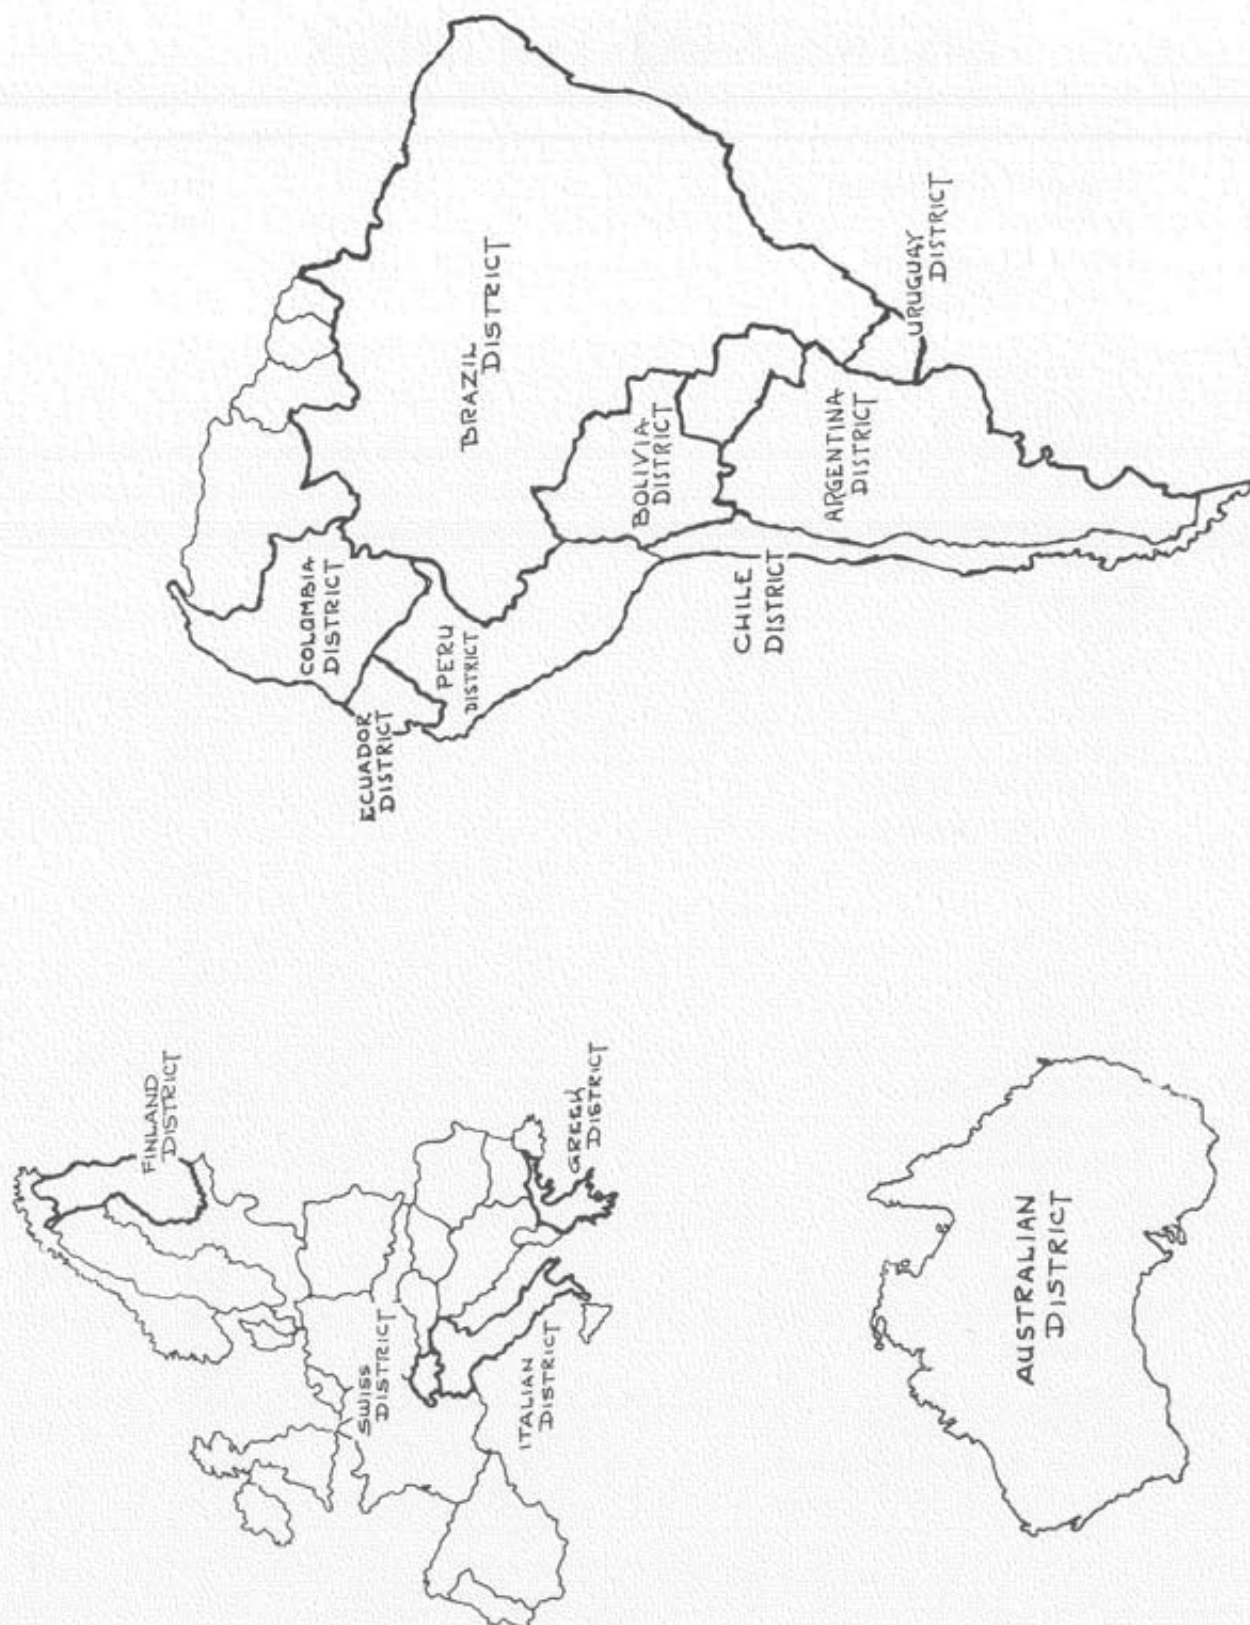 COLOMBIA
DISTRICT
ECUADOR
DISTRICT
PERU
DISTRICT
BRAZIL
DISTRICT
BOLIVIA
DISTRICT
CHILE
DISTRICT
ARGENTINA
DISTRICT
URUGUAY
DISTRICT
FINLAND
DISTRICT
SWISS
DISTRICT
ITALIAN
DISTRICT
GREEK
DISTRICT
AUSTRALIAN
DISTRICT